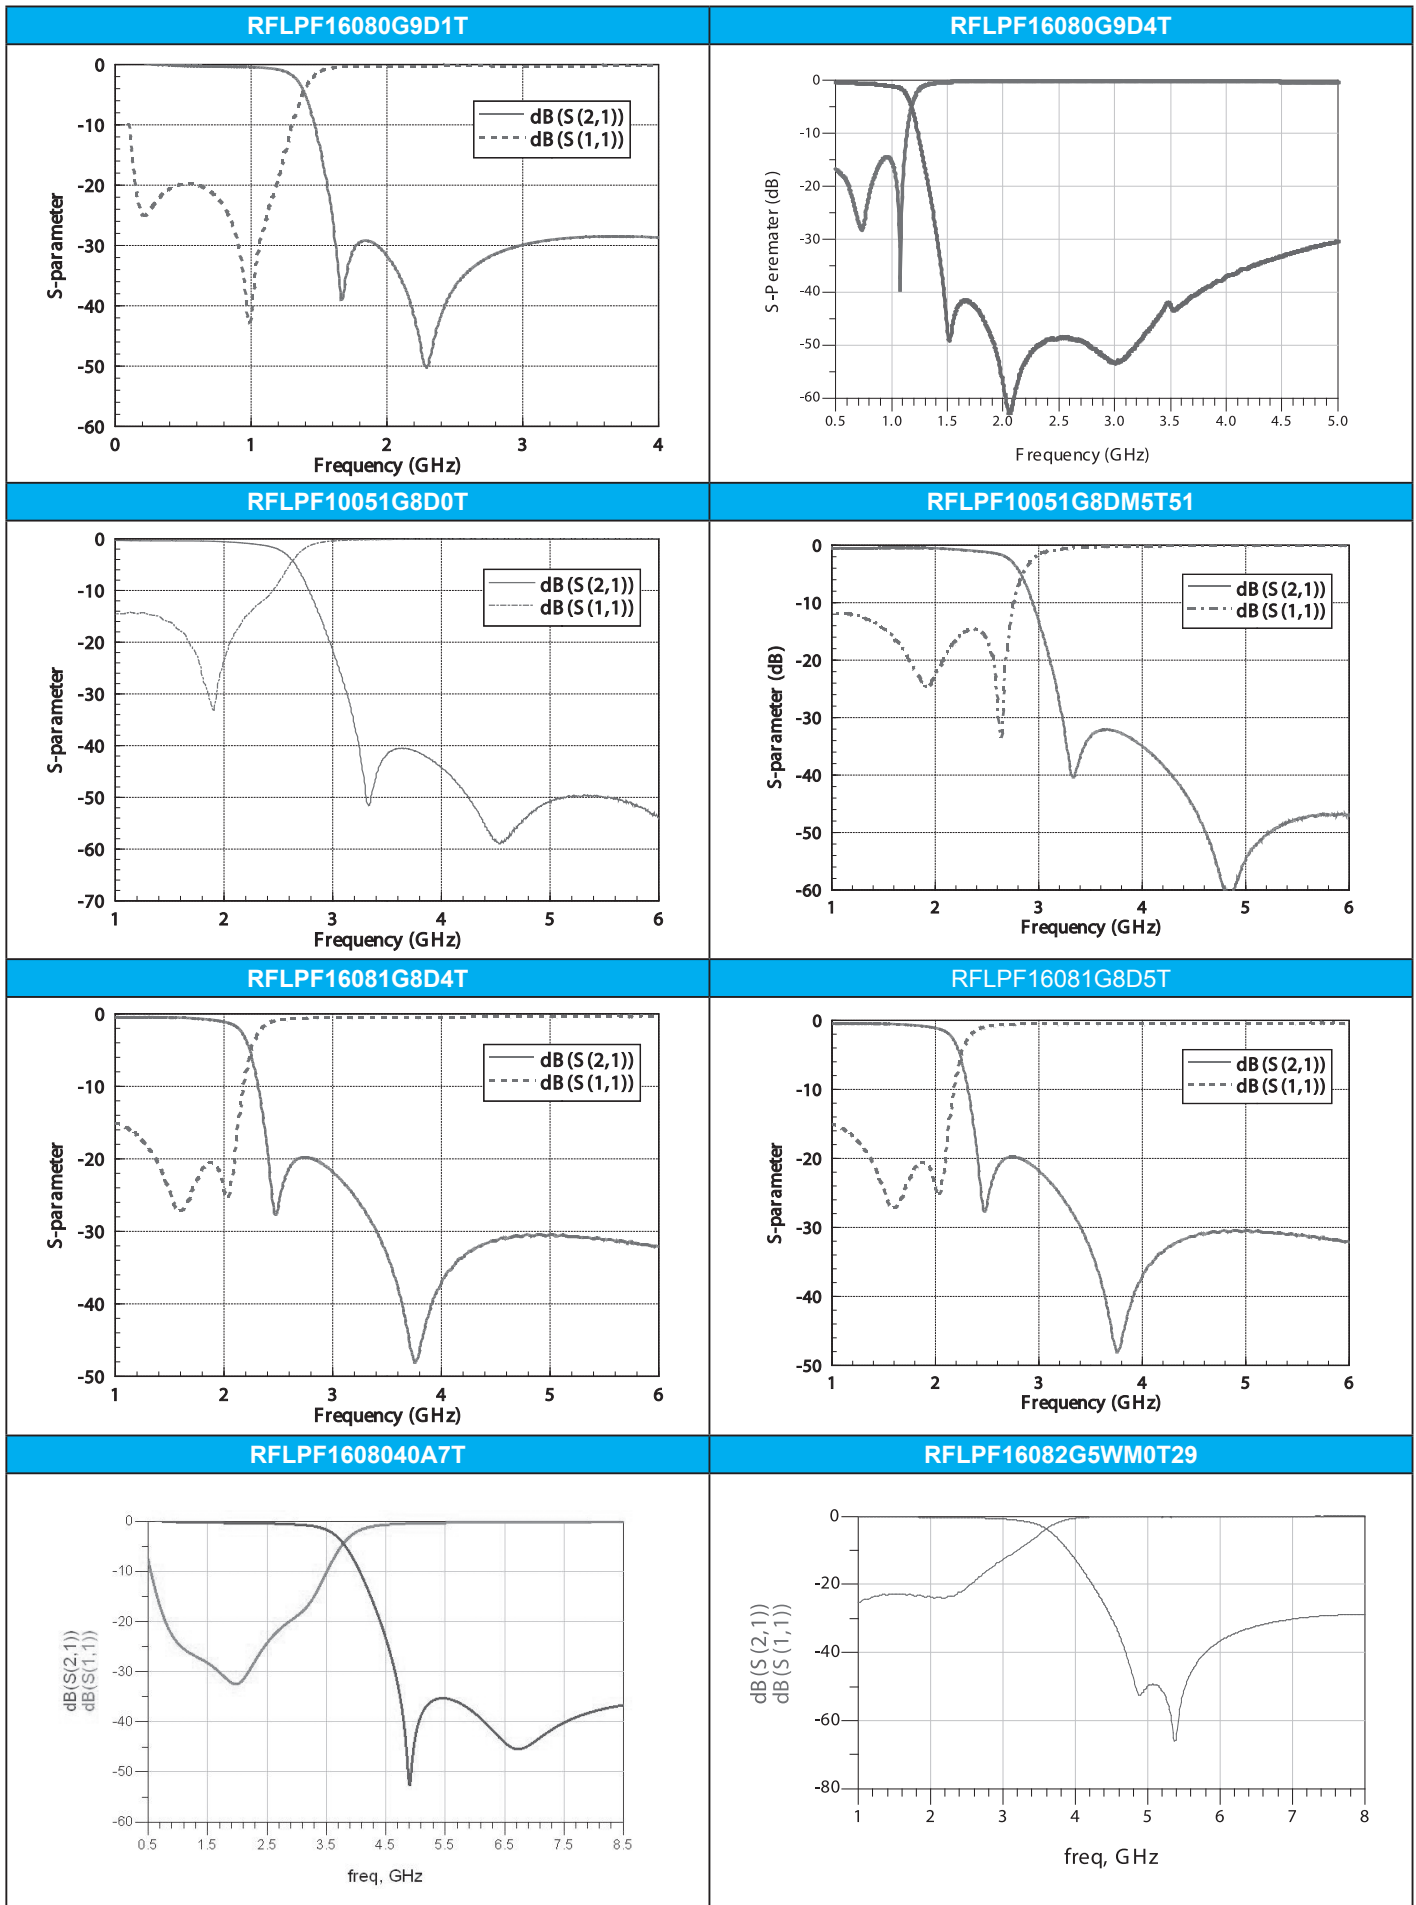 RFLPF16080G9D1T
0
-10
-20
-30
-40
-50
-60
S-parameter
dB(S(2,1))
dB(S(1,1))
0 1 2 3 4
Frequency (GHz)
RFLPF16080G9D4T
0
-10
-20
-30
-40
-50
-60
S-Peremater (dB)
0.5 1.0 1.5 2.0 2.5 3.0 3.5 4.0 4.5 5.0
Frequency (GHz)
RFLPF10051G8D0T
0
-10
-20
-30
-40
-50
-60
-70
S-parameter
dB(S(2,1))
dB(S(1,1))
1 2 3 4 5 6
Frequency (GHz)
RFLPF10051G8DM5T51
0
-10
-20
-30
-40
-50
-60
S-parameter (dB)
dB(S(2,1))
dB(S(1,1))
1 2 3 4 5 6
Frequency (GHz)
RFLPF16081G8D4T
0
-10
-20
-30
-40
-50
S-parameter
dB(S(2,1))
dB(S(1,1))
1 2 3 4 5 6
Frequency (GHz)
RFLPF16081G8D5T
0
-10
-20
-30
-40
-50
S-parameter
dB(S(2,1))
dB(S(1,1))
1 2 3 4 5 6
Frequency (GHz)
RFLPF1608040A7T
0
-10
-20
-30
-40
-50
-60
dB(S(2,1))
dB(S(1,1))
0.5 1.5 2.5 3.5 4.5 5.5 6.5 7.5 8.5
freq, GHz
RFLPF16082G5WM0T29
0
-20
-40
-60
-80
dB(S(2,1))
dB(S(1,1))
1 2 3 4 5 6 7 8
freq, GHz